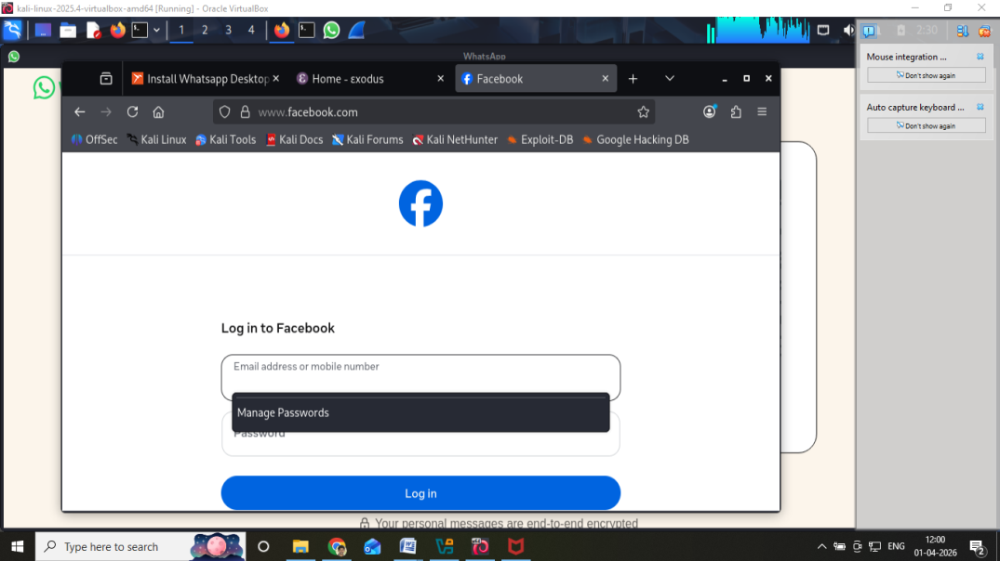 kali-linux-2025.4-virtualbox-amd64 [Running] - Oracle VirtualBox
1 2 3 4
2:30
WhatsApp
Install Whatsapp Desktop
Home - εxodus
Facebook
www.facebook.com
OffSec
Kali Linux
Kali Tools
Kali Docs
Kali Forums
Kali NetHunter
Exploit-DB
Google Hacking DB
Mouse integration ...
Don't show again
Auto capture keyboard ...
Don't show again
Log in to Facebook
Email address or mobile number
Manage Passwords
Password
Log in
Your personal messages are end-to-end encrypted
Type here to search
ENG
12:00
01-04-2026
2